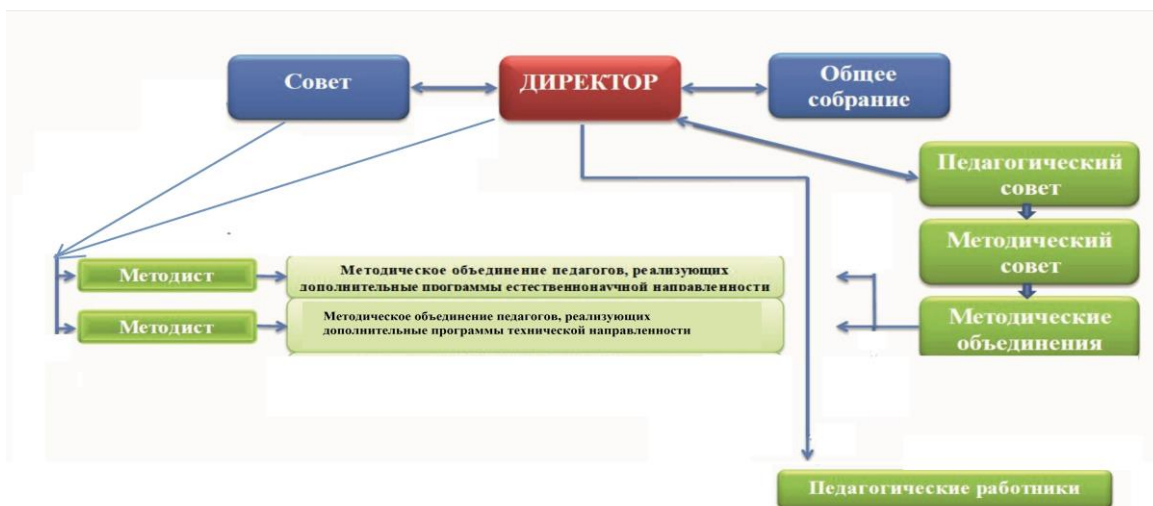 Совет
ДИРЕКТОР
Общее
собрание
Педагогический
совет
Методический
совет
Методические
объединения
Методист
Методическое объединение педагогов, реализующих
дополнительные программы естественнонаучной направленности
Методист
Методическое объединение педагогов, реализующих
дополнительные программы технической направленности
Педагогические работники